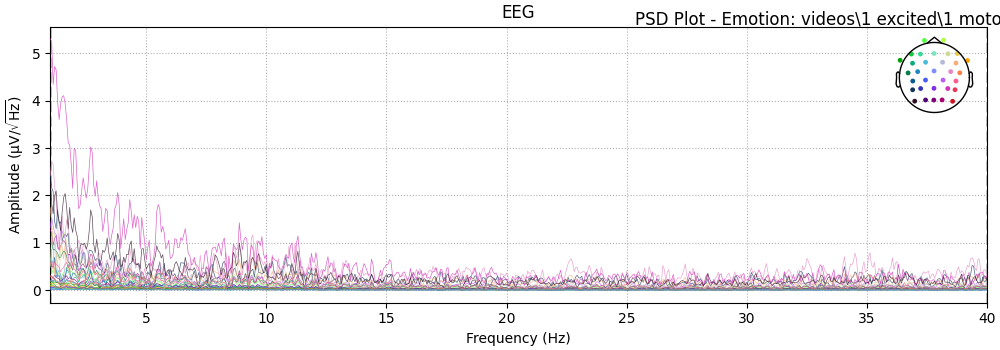 EEG
PSD Plot - Emotion: videos\1 excited\1 moto
Amplitude (µV/√Hz)
5
4
3
2
1
0
5 10 15 20 25 30 35 40
Frequency (Hz)